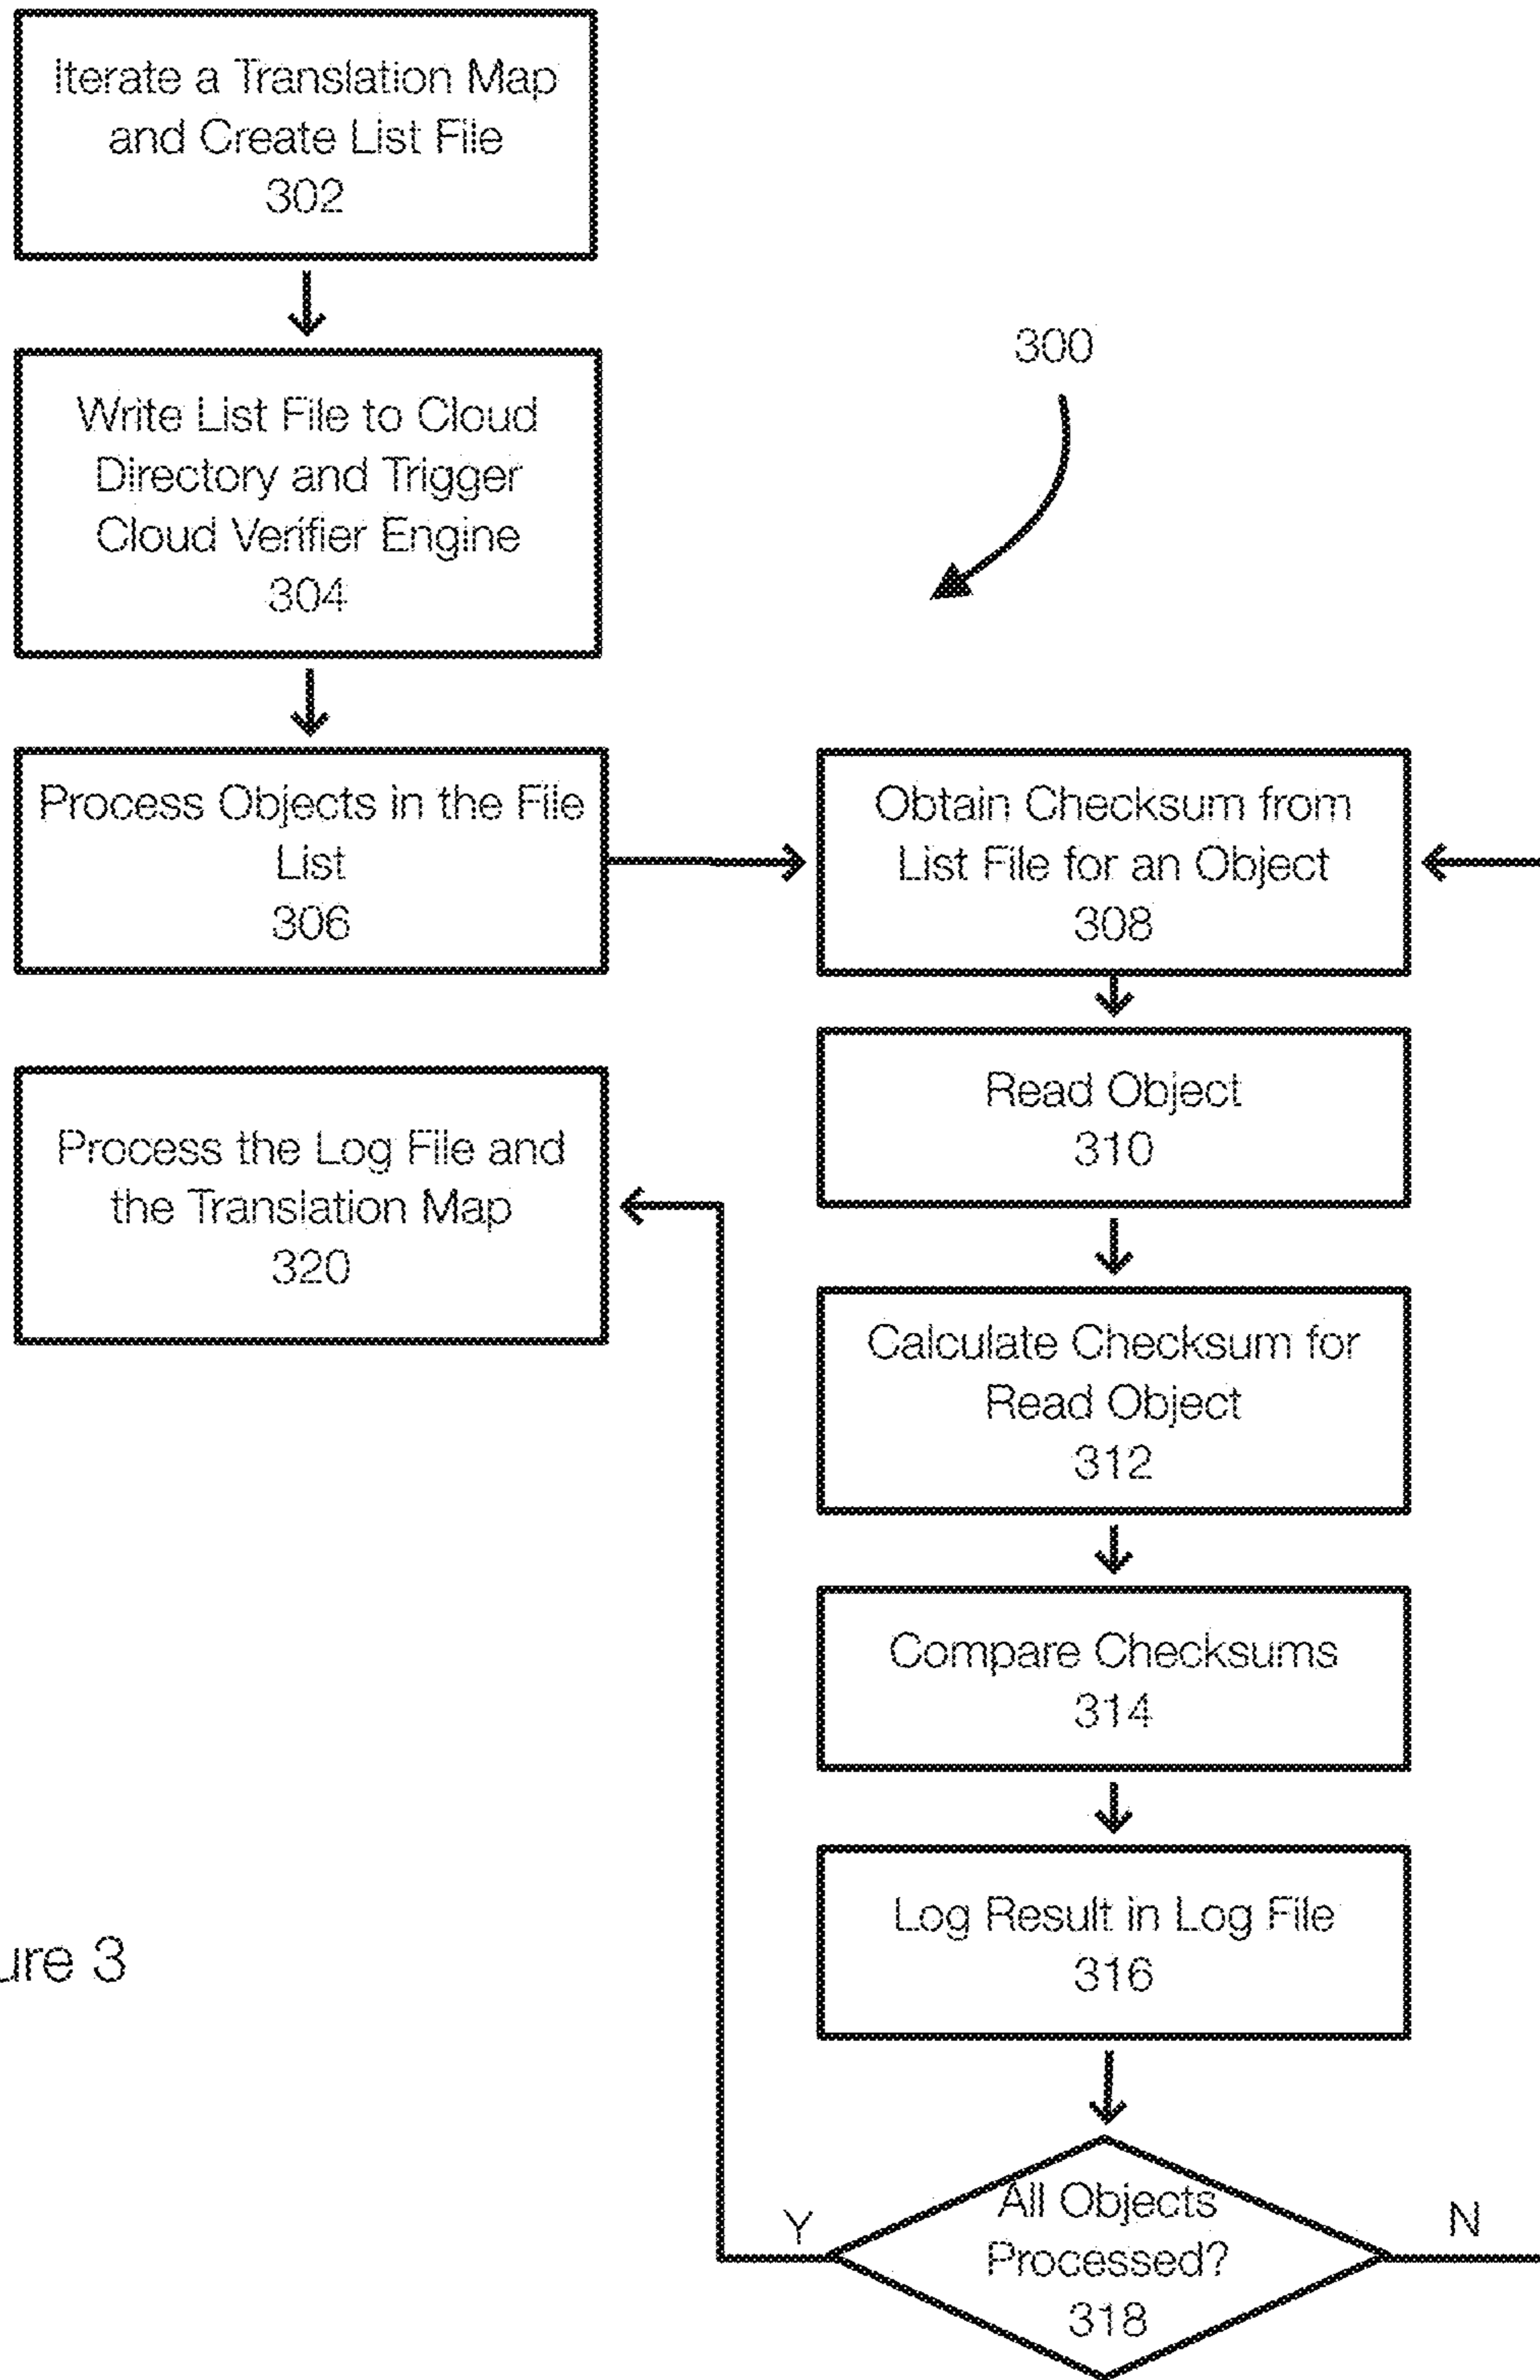 Iterate a Translation Map
and Create List File
302
Write List File to Cloud
Directory and Trigger
Cloud Verifier Engine
304
300
Process Objects in the File
List
306
Obtain Checksum from
List File for an Object
308
Read Object
310
Process the Log File and
the Translation Map
320
Calculate Checksum for
Read Object
312
Compare Checksums
314
Log Result in Log File
316
ure 3
All Objects
Processed?
318
Y
N